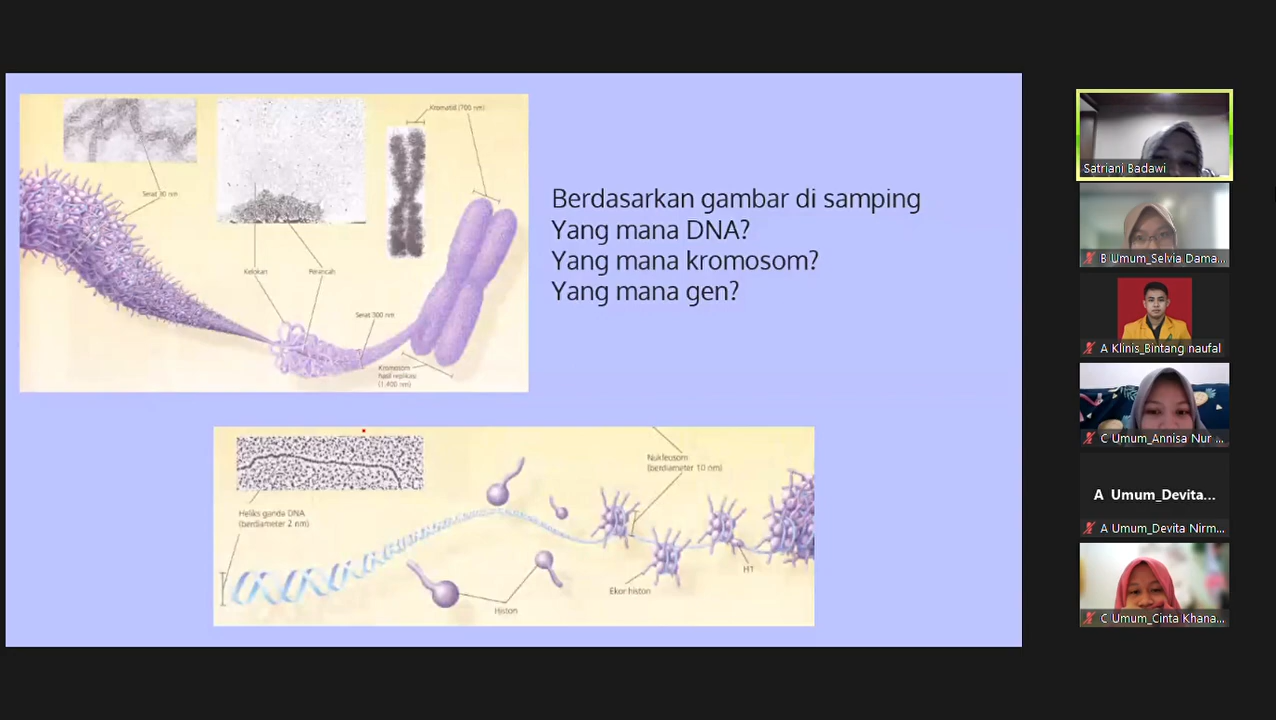 Kromatid (700 nm)
Serat 30 nm
Kelokan
Perancah
Serat 300 nm
Kromosom
hasil replikasi
(1.400 nm)
Berdasarkan gambar di samping
Yang mana DNA?
Yang mana kromosom?
Yang mana gen?
Nukleosom
(berdiameter 10 nm)
Heliks ganda DNA
(berdiameter 2 nm)
H1
Ekor histon
Histon
Satriani Badawi
B Umum_Selvia Dama...
A Klinis_Bintang naufal
C Umum_Annisa Nur ...
A Umum_Devita...
A Umum_Devita Nirm...
C Umum_Cinta Khana...